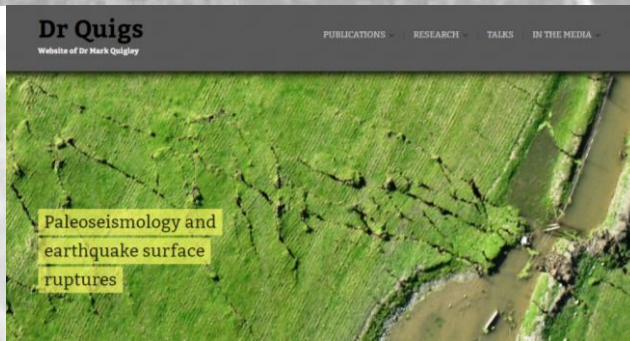 Dr Quigs
Website of Dr Mark Quigley
PUBLICATIONS
RESEARCH
TALKS
IN THE MEDIA
Paleoseismology and
earthquake surface
ruptures